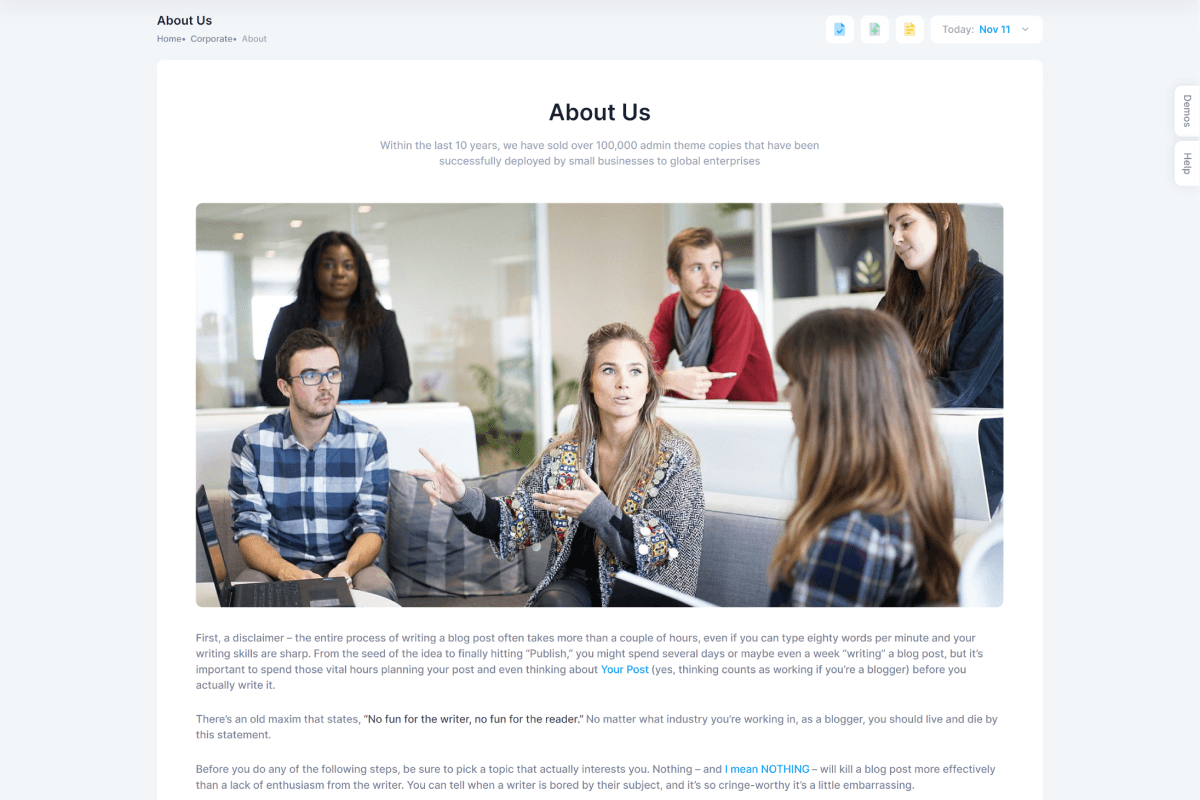 About Us
Home• Corporate• About
Today: Nov 11
Demos
Help
About Us
Within the last 10 years, we have sold over 100,000 admin theme copies that have been
successfully deployed by small businesses to global enterprises
First, a disclaimer – the entire process of writing a blog post often takes more than a couple of hours, even if you can type eighty words per minute and your
writing skills are sharp. From the seed of the idea to finally hitting “Publish,” you might spend several days or maybe even a week “writing” a blog post, but it’s
important to spend those vital hours planning your post and even thinking about Your Post (yes, thinking counts as working if you’re a blogger) before you
actually write it.
There’s an old maxim that states, “No fun for the writer, no fun for the reader.” No matter what industry you’re working in, as a blogger, you should live and die by
this statement.
Before you do any of the following steps, be sure to pick a topic that actually interests you. Nothing – and I mean NOTHING – will kill a blog post more effectively
than a lack of enthusiasm from the writer. You can tell when a writer is bored by their subject, and it’s so cringe-worthy it’s a little embarrassing.